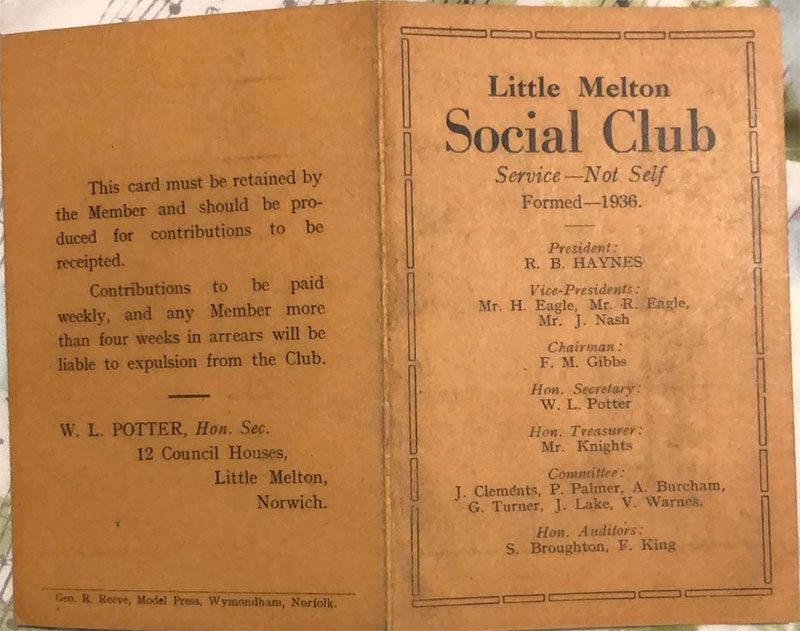 This card must be retained by
the Member and should be pro-
duced for contributions to be
receipted.
Contributions to be paid
weekly, and any Member more
than four weeks in arrears will be
liable to expulsion from the Club.
W. L. POTTER, Hon. Sec.
12 Council Houses,
Little Melton,
Norwich.
Geo. R. Reeve, Model Press, Wymondham, Norfolk.
Little Melton
Social Club
Service—Not Self
Formed—1936.
President:
R. B. HAYNES
Vice-Presidents:
Mr. H. Eagle, Mr. R. Eagle,
Mr. J. Nash
Chairman:
F. M. Gibbs
Hon. Secretary:
W. L. Potter
Hon. Treasurer:
Mr. Knights
Committee:
J. Clements, P. Palmer, A. Burcham,
G. Turner, J. Lake, V. Warnes.
Hon. Auditors:
S. Broughton, F. King